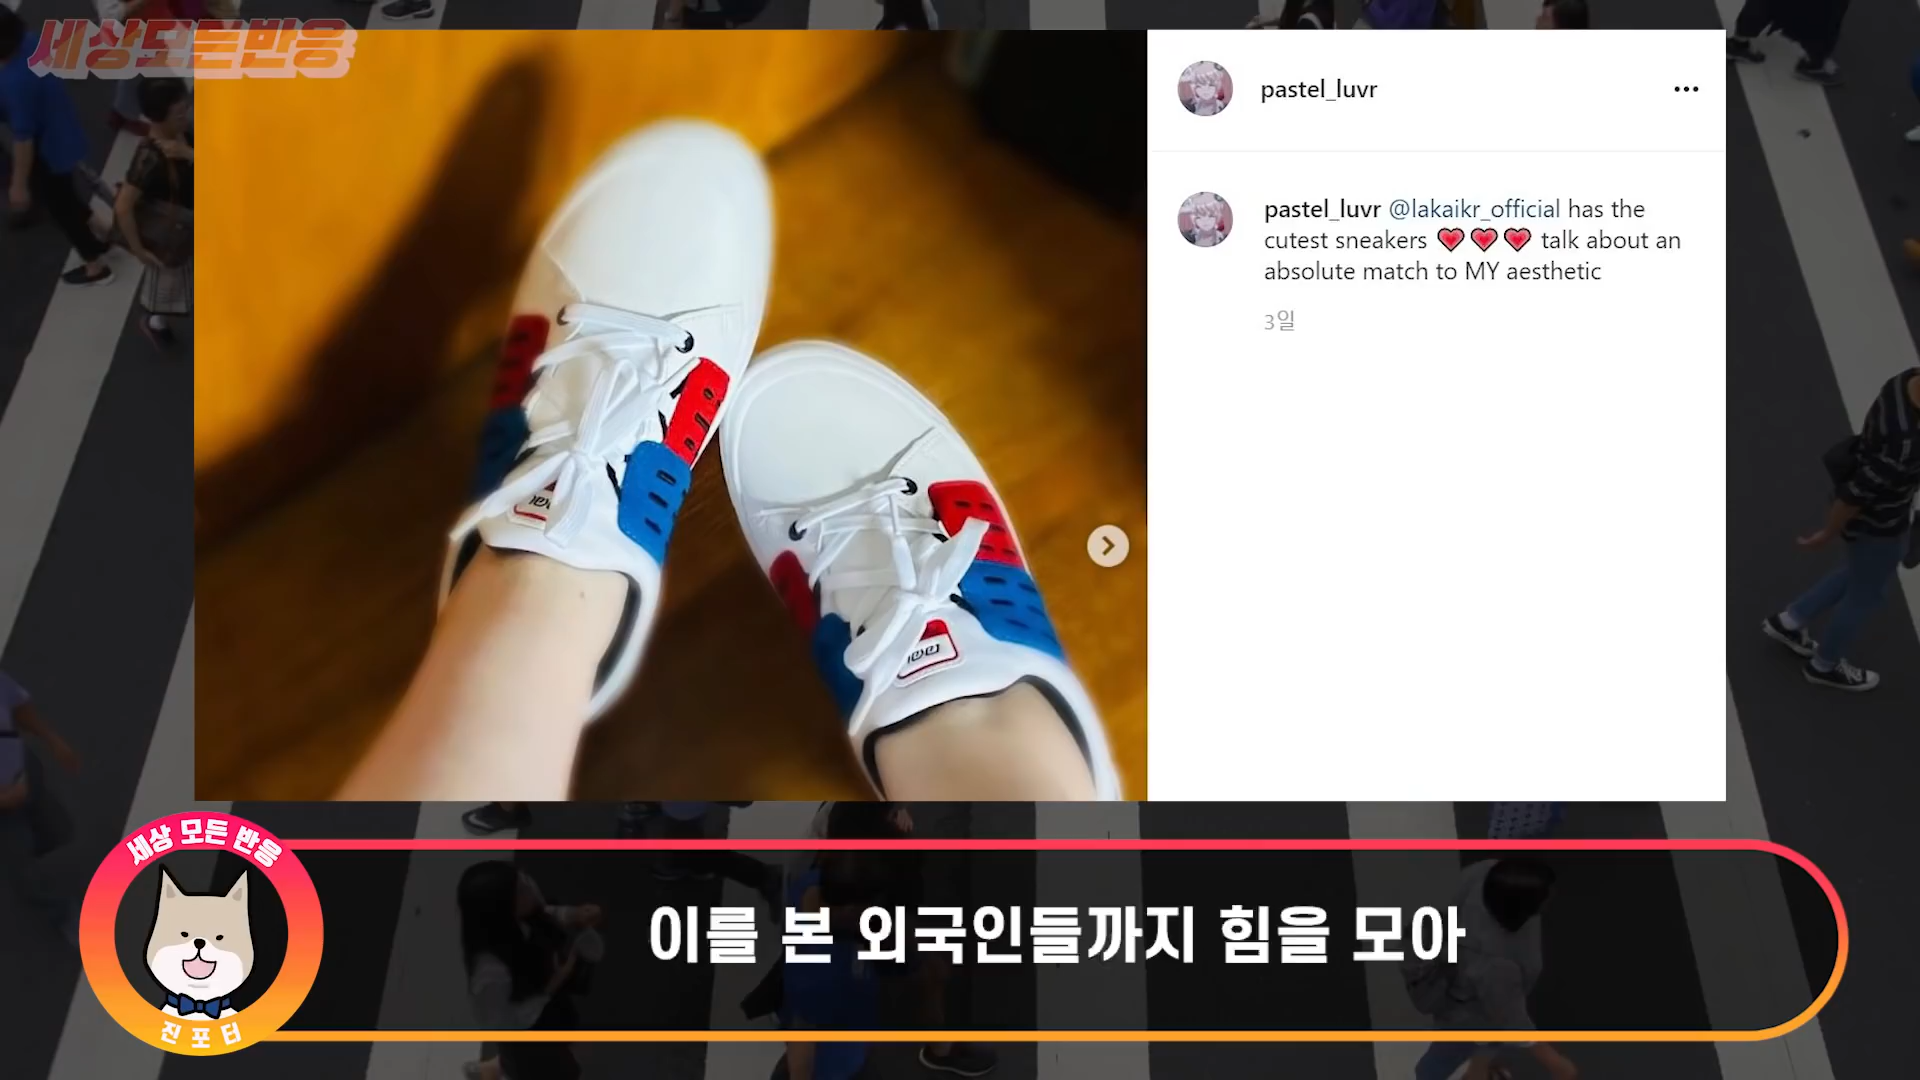 세상모든반응
pastel_luvr
pastel_luvr @lakaikr_official has the
cutest sneakers 💗💗💗 talk about an
absolute match to MY aesthetic
3일
세상 모든 반응
진포터
이를 본 외국인들까지 힘을 모아